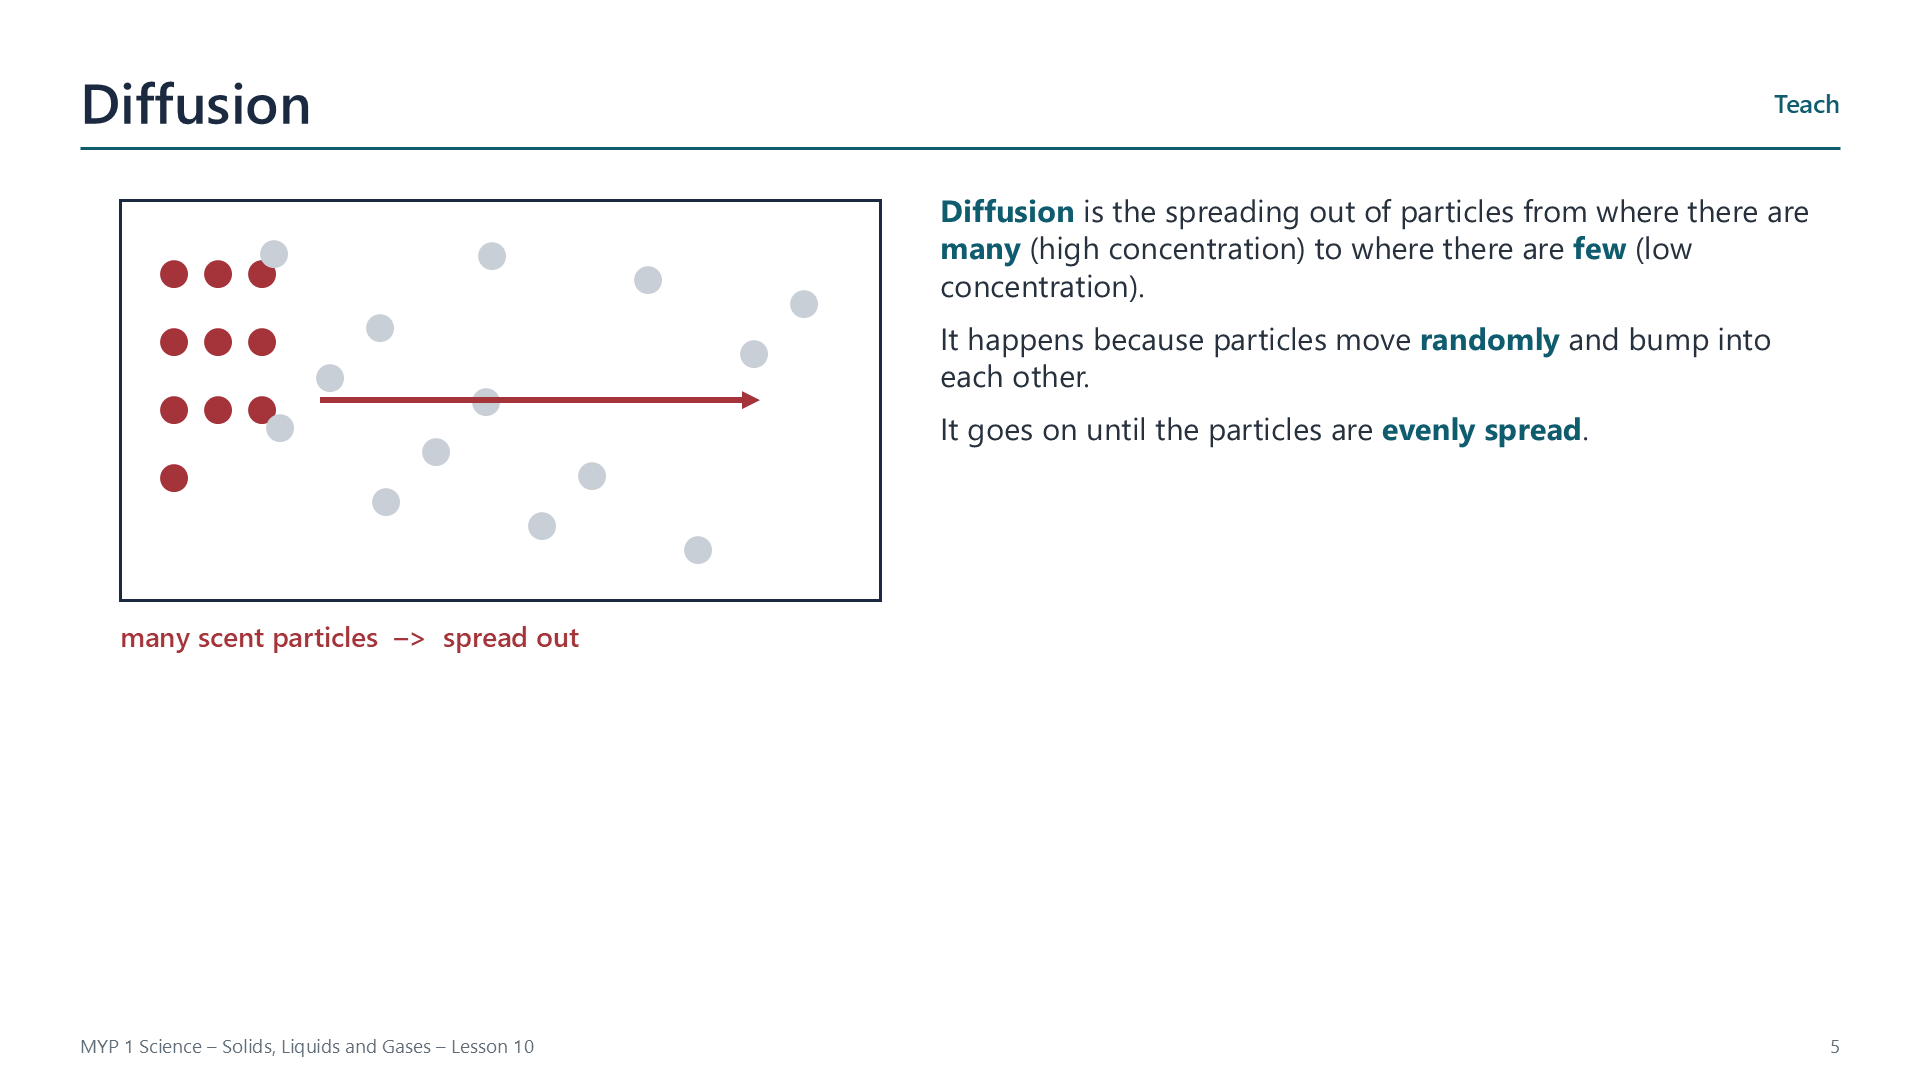 Diffusion
Teach
Diffusion is the spreading out of particles from where there are
many (high concentration) to where there are few (low
concentration).
It happens because particles move randomly and bump into
each other.
It goes on until the particles are evenly spread.
many scent particles –> spread out
MYP 1 Science – Solids, Liquids and Gases – Lesson 10
5